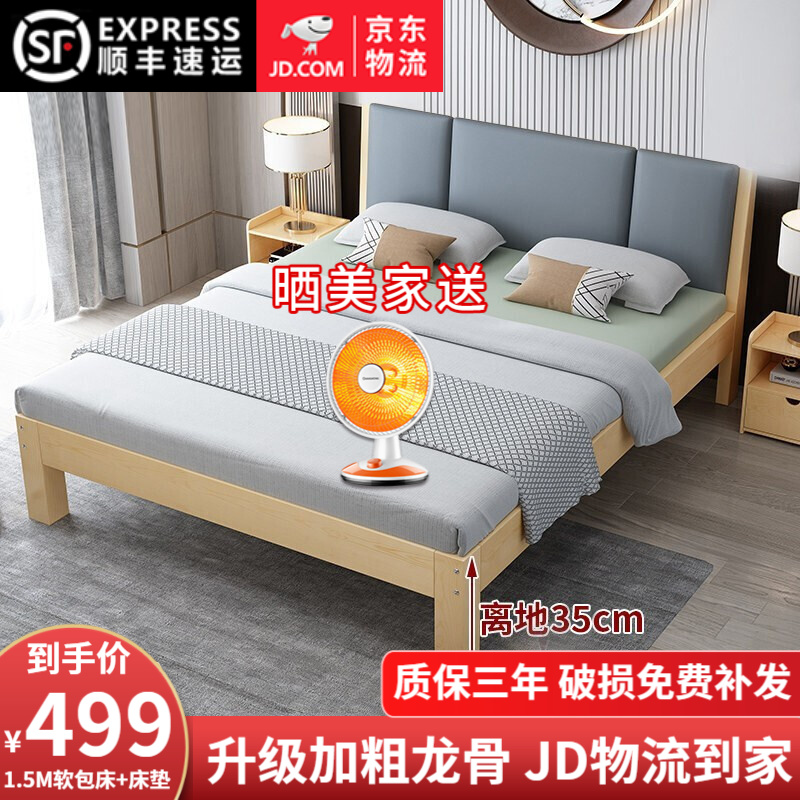 SF EXPRESS
顺丰速运
JD.COM
京东
物流
晒美家送
离地35cm
到手价
¥499
1.5M软包床+床垫
质保三年 破损免费补发
升级加粗龙骨 JD物流到家